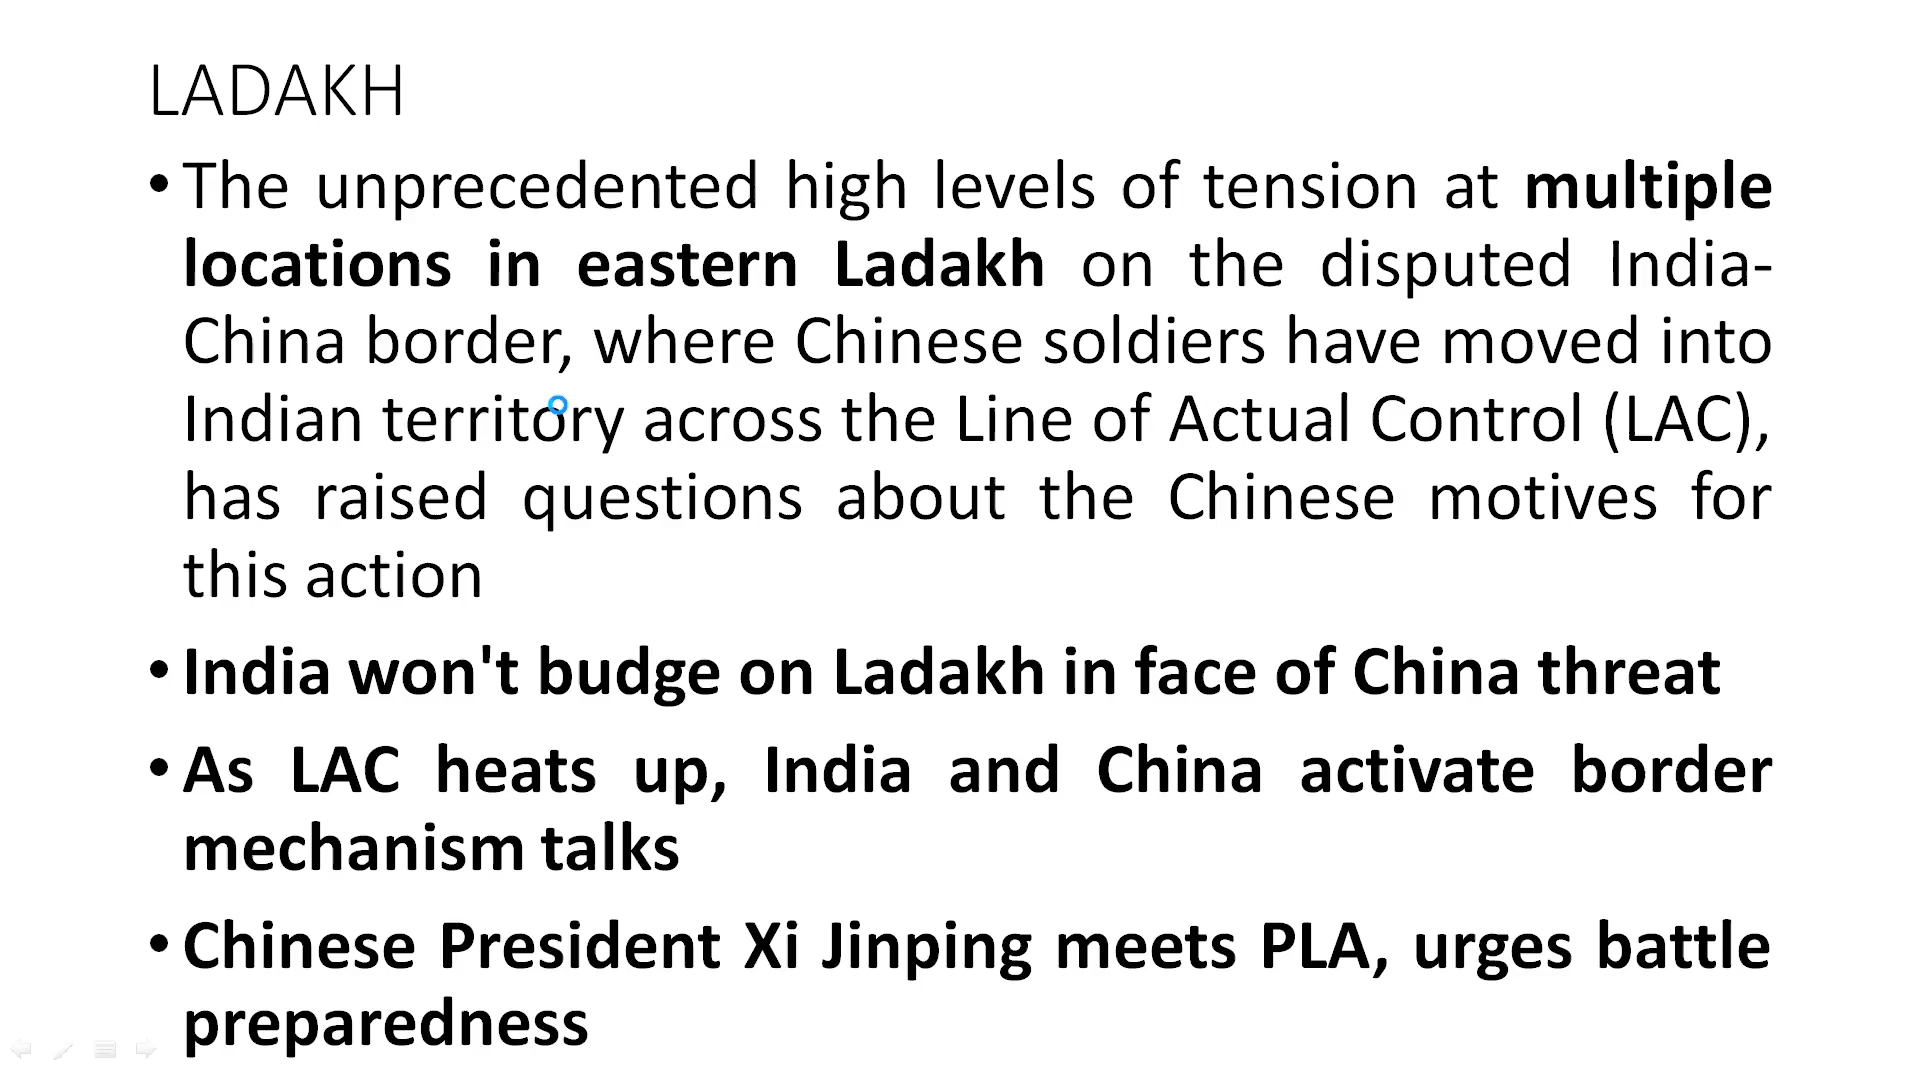 LADAKH
• The unprecedented high levels of tension at multiple
locations in eastern Ladakh on the disputed India-
China border, where Chinese soldiers have moved into
Indian territory across the Line of Actual Control (LAC),
has raised questions about the Chinese motives for
this action
• India won't budge on Ladakh in face of China threat
• As LAC heats up, India and China activate border
mechanism talks
• Chinese President Xi Jinping meets PLA, urges battle
preparedness